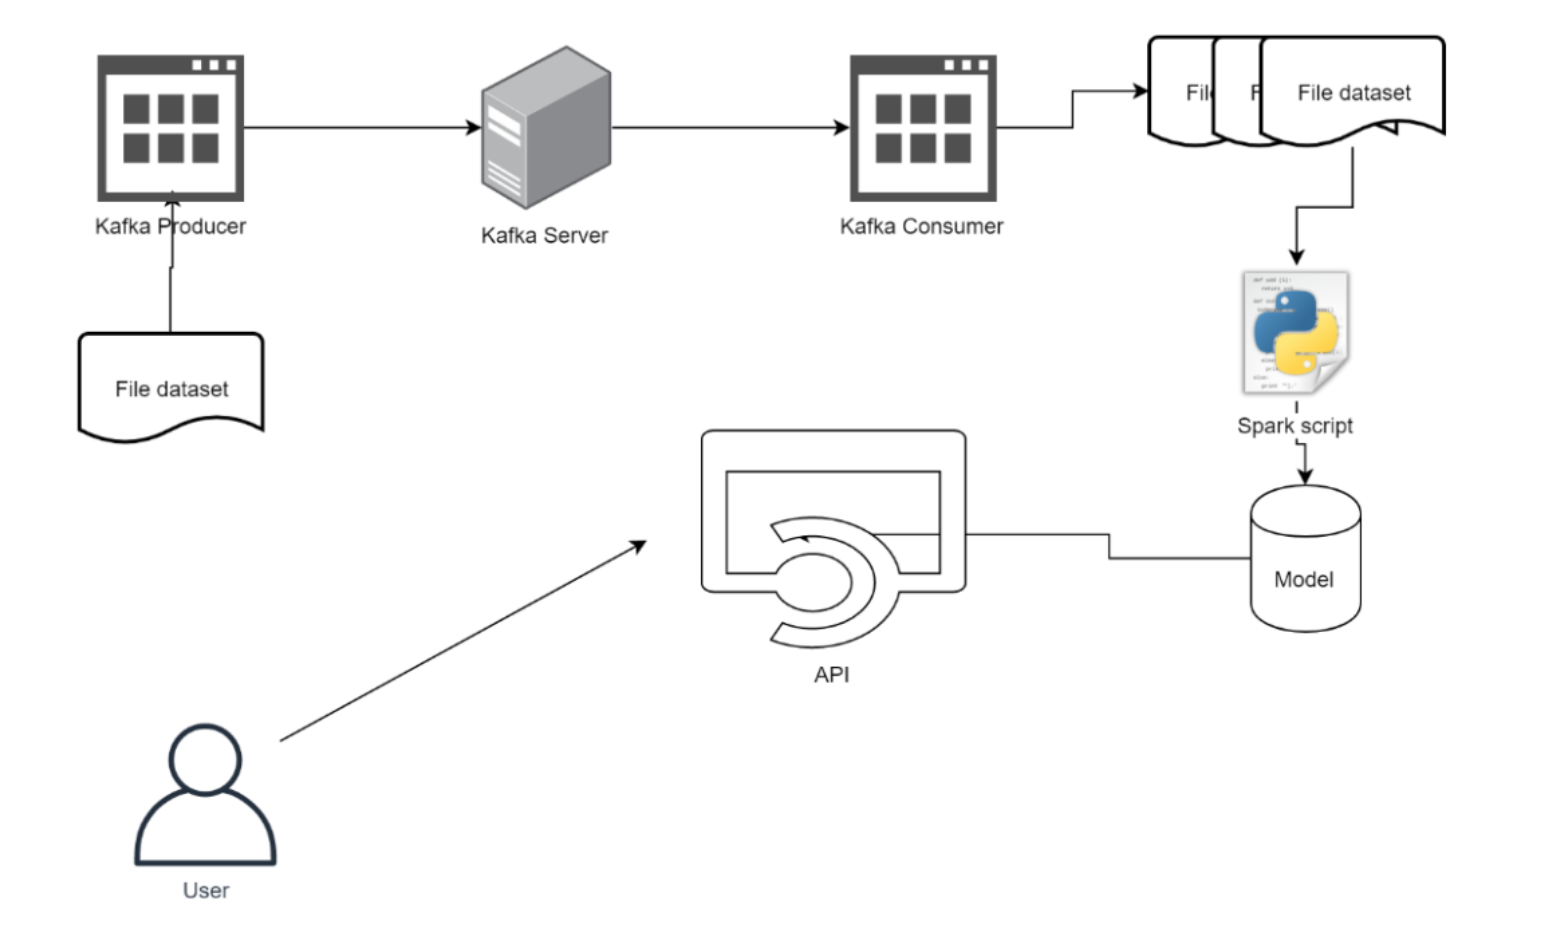 Fil
F
File dataset
Kafka Producer
Kafka Server
Kafka Consumer
File dataset
Spark script
Model
API
User